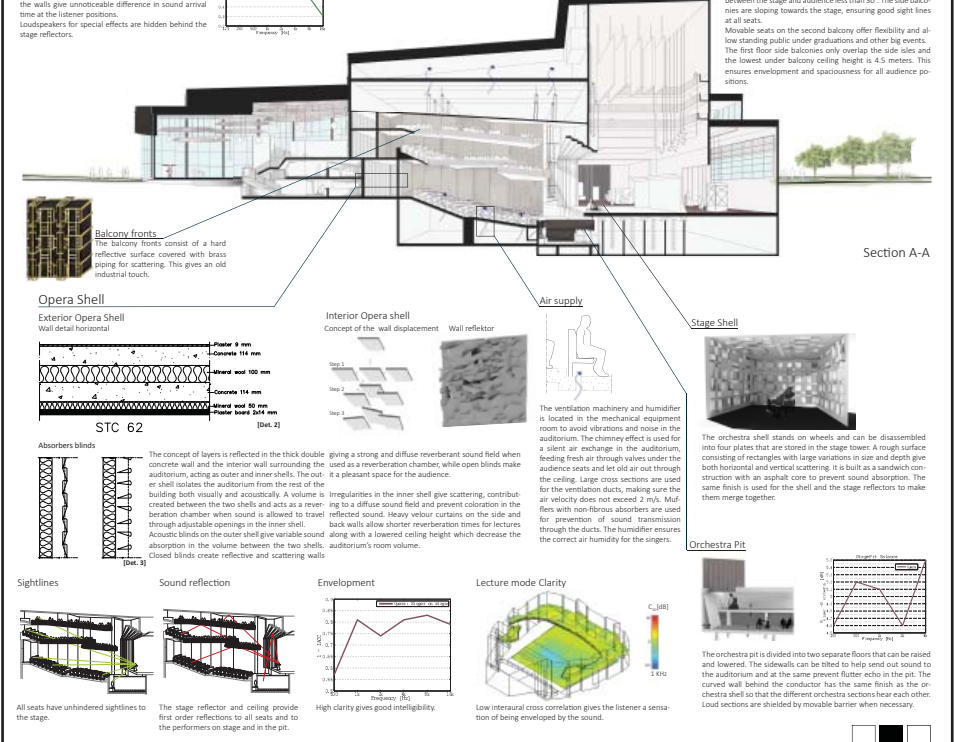 the walls give unnoticeable difference in sound arrival
time at the listener positions.
Loudspeakers for special effects are hidden behind the
stage reflectors.
Frequency [Hz]
between the stage and audience less than 30°. The side balco-
nies are sloping towards the stage, ensuring good sight lines
at all seats.
Movable seats on the second balcony offer flexibility and al-
low standing public under graduations and other big events.
The first floor side balconies only overlap the side isles and
the lowest under balcony ceiling height is 4.5 meters. This
ensures envelopment and spaciousness for all audience po-
sitions.
Balcony fronts
The balcony fronts consist of a hard
reflective surface covered with brass
piping for scattering. This gives an old
industrial touch.
Section A-A
Opera Shell
Exterior Opera Shell
Wall detail horizontal
Plaster 9 mm
Concrete 114 mm
Mineral wool 100 mm
Concrete 114 mm
Mineral wool 50 mm
Plaster board 2x14 mm
STC 62
[Det. 2]
Interior Opera shell
Concept of the wall displacement
Wall reflektor
Step 1
Step 2
Step 3
Air supply
The ventilation machinery and humidifier
is located in the mechanical equipment
room to avoid vibrations and noise in the
auditorium. The chimney effect is used for
a silent air exchange in the auditorium,
feeding fresh air through valves under the
audience seats and let old air out through
the ceiling. Large cross sections are used
for the ventilation ducts, making sure the
air velocity does not exceed 2 m/s. Muf-
flers with non-fibrous absorbers are used
for prevention of sound transmission
through the ducts. The humidifier ensures
the correct air humidity for the singers.
Stage Shell
The orchestra shell stands on wheels and can be disassembled
into four plates that are stored in the stage tower. A rough surface
consisting of rectangles with large variations in size and depth give
both horizontal and vertical scattering. It is built as a sandwich con-
struction with an asphalt core to prevent sound absorption. The
same finish is used for the shell and the stage reflectors to make
them merge together.
Absorbers blinds
[Det. 3]
The concept of layers is reflected in the thick double
concrete wall and the interior wall surrounding the
auditorium, acting as outer and inner shells. The out-
er shell isolates the auditorium from the rest of the
building both visually and acoustically. A volume is
created between the two shells and acts as a rever-
beration chamber when sound is allowed to travel
through adjustable openings in the inner shell.
Acoustic blinds on the outer shell give variable sound
absorption in the volume between the two shells.
Closed blinds create reflective and scattering walls
giving a strong and diffuse reverberant sound field when
used as a reverberation chamber, while open blinds make
it a pleasant space for the audience.
Irregularities in the inner shell give scattering, contribut-
ing to a diffuse sound field and prevent coloration in the
reflected sound. Heavy velour curtains on the side and
back walls allow shorter reverberation times for lectures
along with a lowered ceiling height which decrease the
auditorium's room volume.
Orchestra Pit
Frequency [Hz]
The orchestra pit is divided into two separate floors that can be raised
and lowered. The sidewalls can be tilted to help send out sound to
the auditorium and at the same prevent flutter echo in the pit. The
curved wall behind the conductor has the same finish as the or-
chestra shell so that the different orchestra sections hear each other.
Loud sections are shielded by movable barrier when necessary.
Sightlines
All seats have unhindered sightlines to
the stage.
Sound reflection
The stage reflector and ceiling provide
first order reflections to all seats and to
the performers on stage and in the pit.
Envelopment
1 - IACC
Frequency [Hz]
High clarity gives good intelligibility.
Lecture mode Clarity
[dB]
1 KHz
Low interaural cross correlation gives the listener a sensa-
tion of being enveloped by the sound.